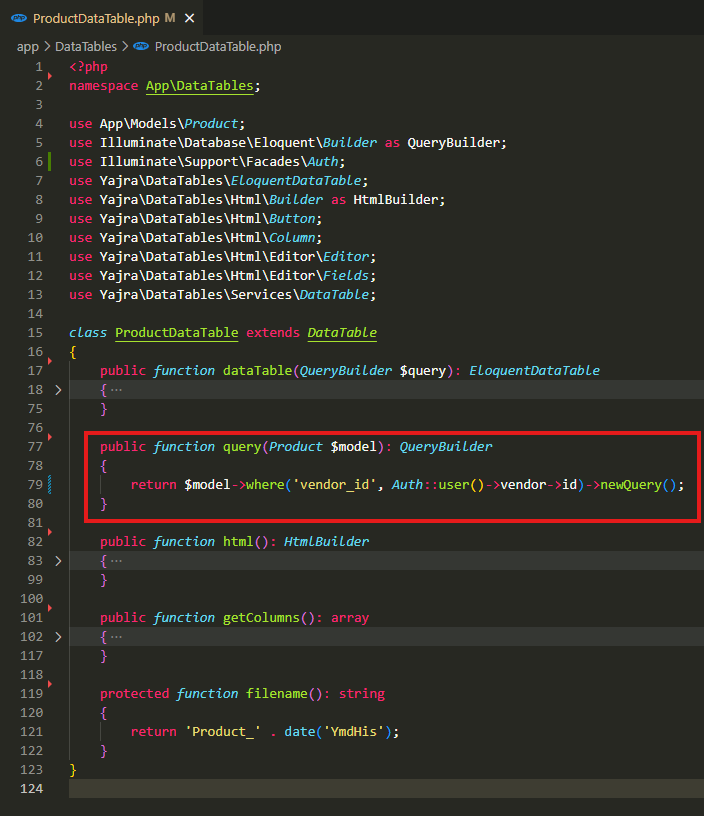 php ProductDataTable.php M ×
app > DataTables > php ProductDataTable.php
1 <?php
2 namespace App\DataTables;
3
4 use App\Models\Product;
5 use Illuminate\Database\Eloquent\Builder as QueryBuilder;
6 use Illuminate\Support\Facades\Auth;
7 use Yajra\DataTables\EloquentDataTable;
8 use Yajra\DataTables\Html\Builder as HtmlBuilder;
9 use Yajra\DataTables\Html\Button;
10 use Yajra\DataTables\Html\Column;
11 use Yajra\DataTables\Html\Editor\Editor;
12 use Yajra\DataTables\Html\Editor\Fields;
13 use Yajra\DataTables\Services\DataTable;
14
15 class ProductDataTable extends DataTable
16 {
17     public function dataTable(QueryBuilder $query): EloquentDataTable
18 >     { ···
75     }
76
77     public function query(Product $model): QueryBuilder
78     {
79         return $model->where('vendor_id', Auth::user()->vendor->id)->newQuery();
80     }
81
82     public function html(): HtmlBuilder
83 >     { ···
99     }
100
101     public function getColumns(): array
102 >     { ···
117     }
118
119     protected function filename(): string
120     {
121         return 'Product_' . date('YmdHis');
122     }
123 }
124